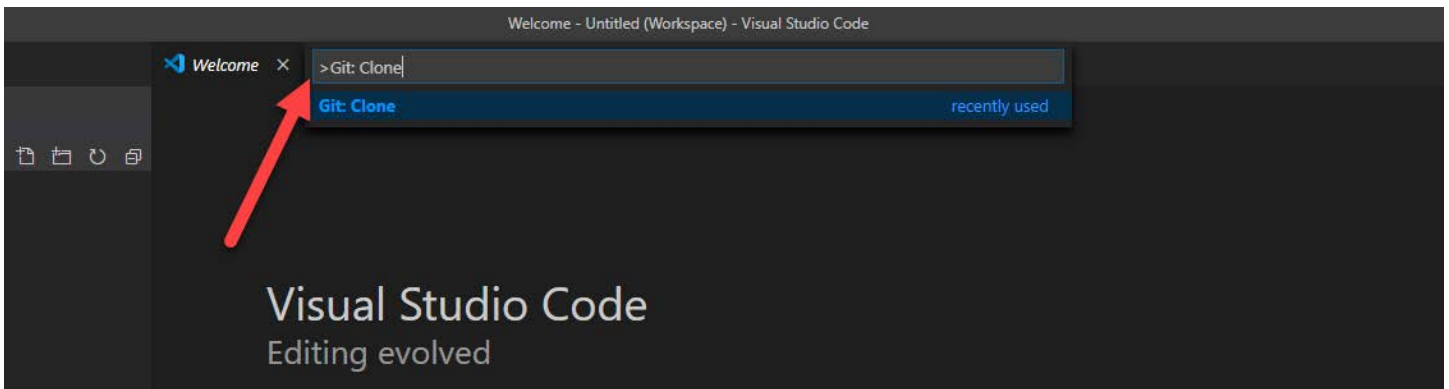 Welcome - Untitled (Workspace) - Visual Studio Code
Welcome
>Git: Clone
Git: Clone recently used
Visual Studio Code
Editing evolved